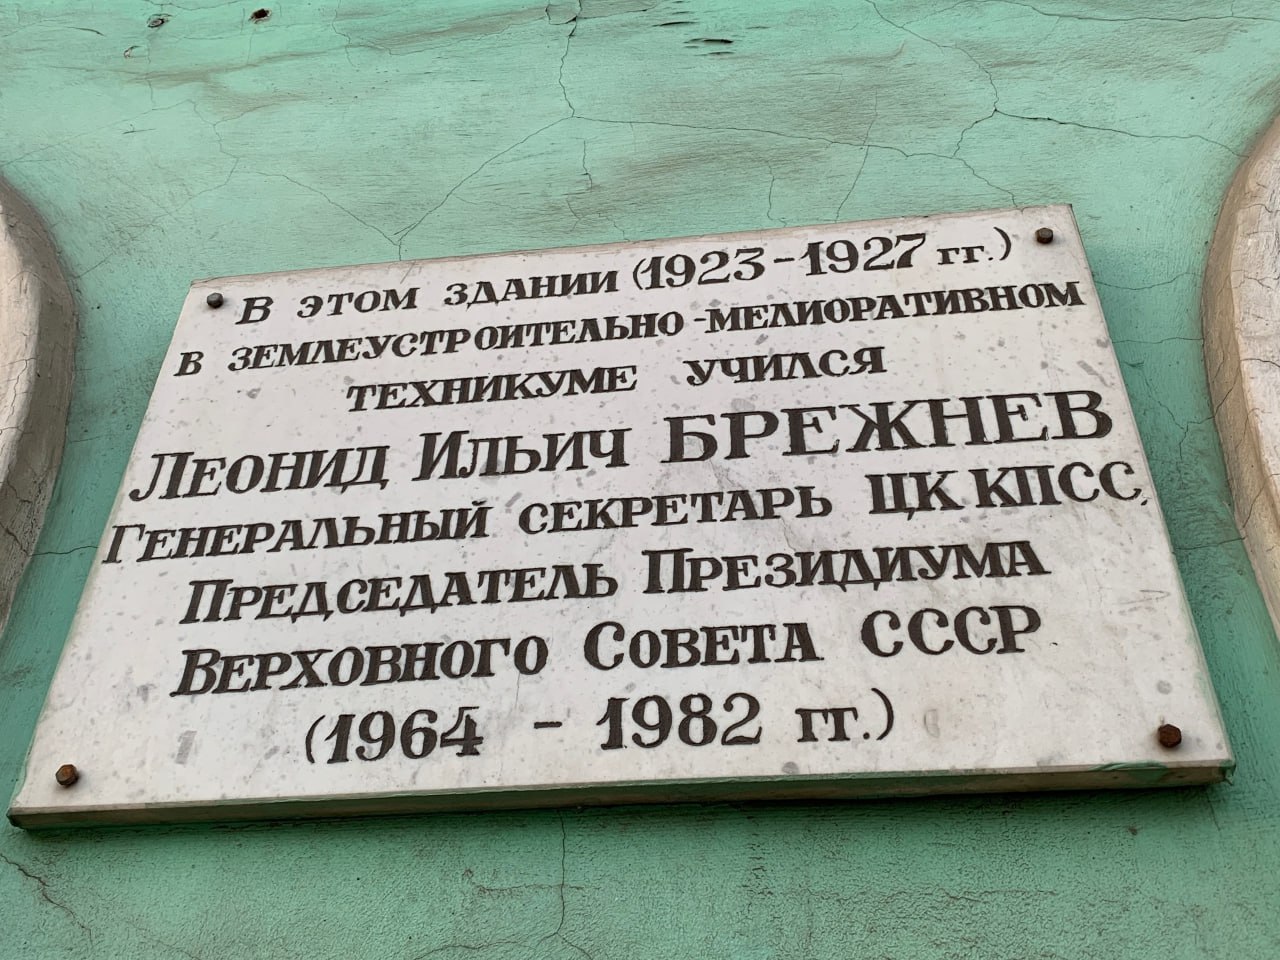 В ЭТОМ ЗДАНИИ (1923-1927 гг.)
В ЗЕМЛЕУСТРОИТЕЛЬНО-МЕЛИОРАТИВНОМ
ТЕХНИКУМЕ УЧИЛСЯ
ЛЕОНИД ИЛЬИЧ БРЕЖНЕВ
ГЕНЕРАЛЬНЫЙ СЕКРЕТАРЬ ЦК КПСС,
ПРЕДСЕДАТЕЛЬ ПРЕЗИДИУМА
ВЕРХОВНОГО СОВЕТА СССР
(1964 - 1982 гг.)